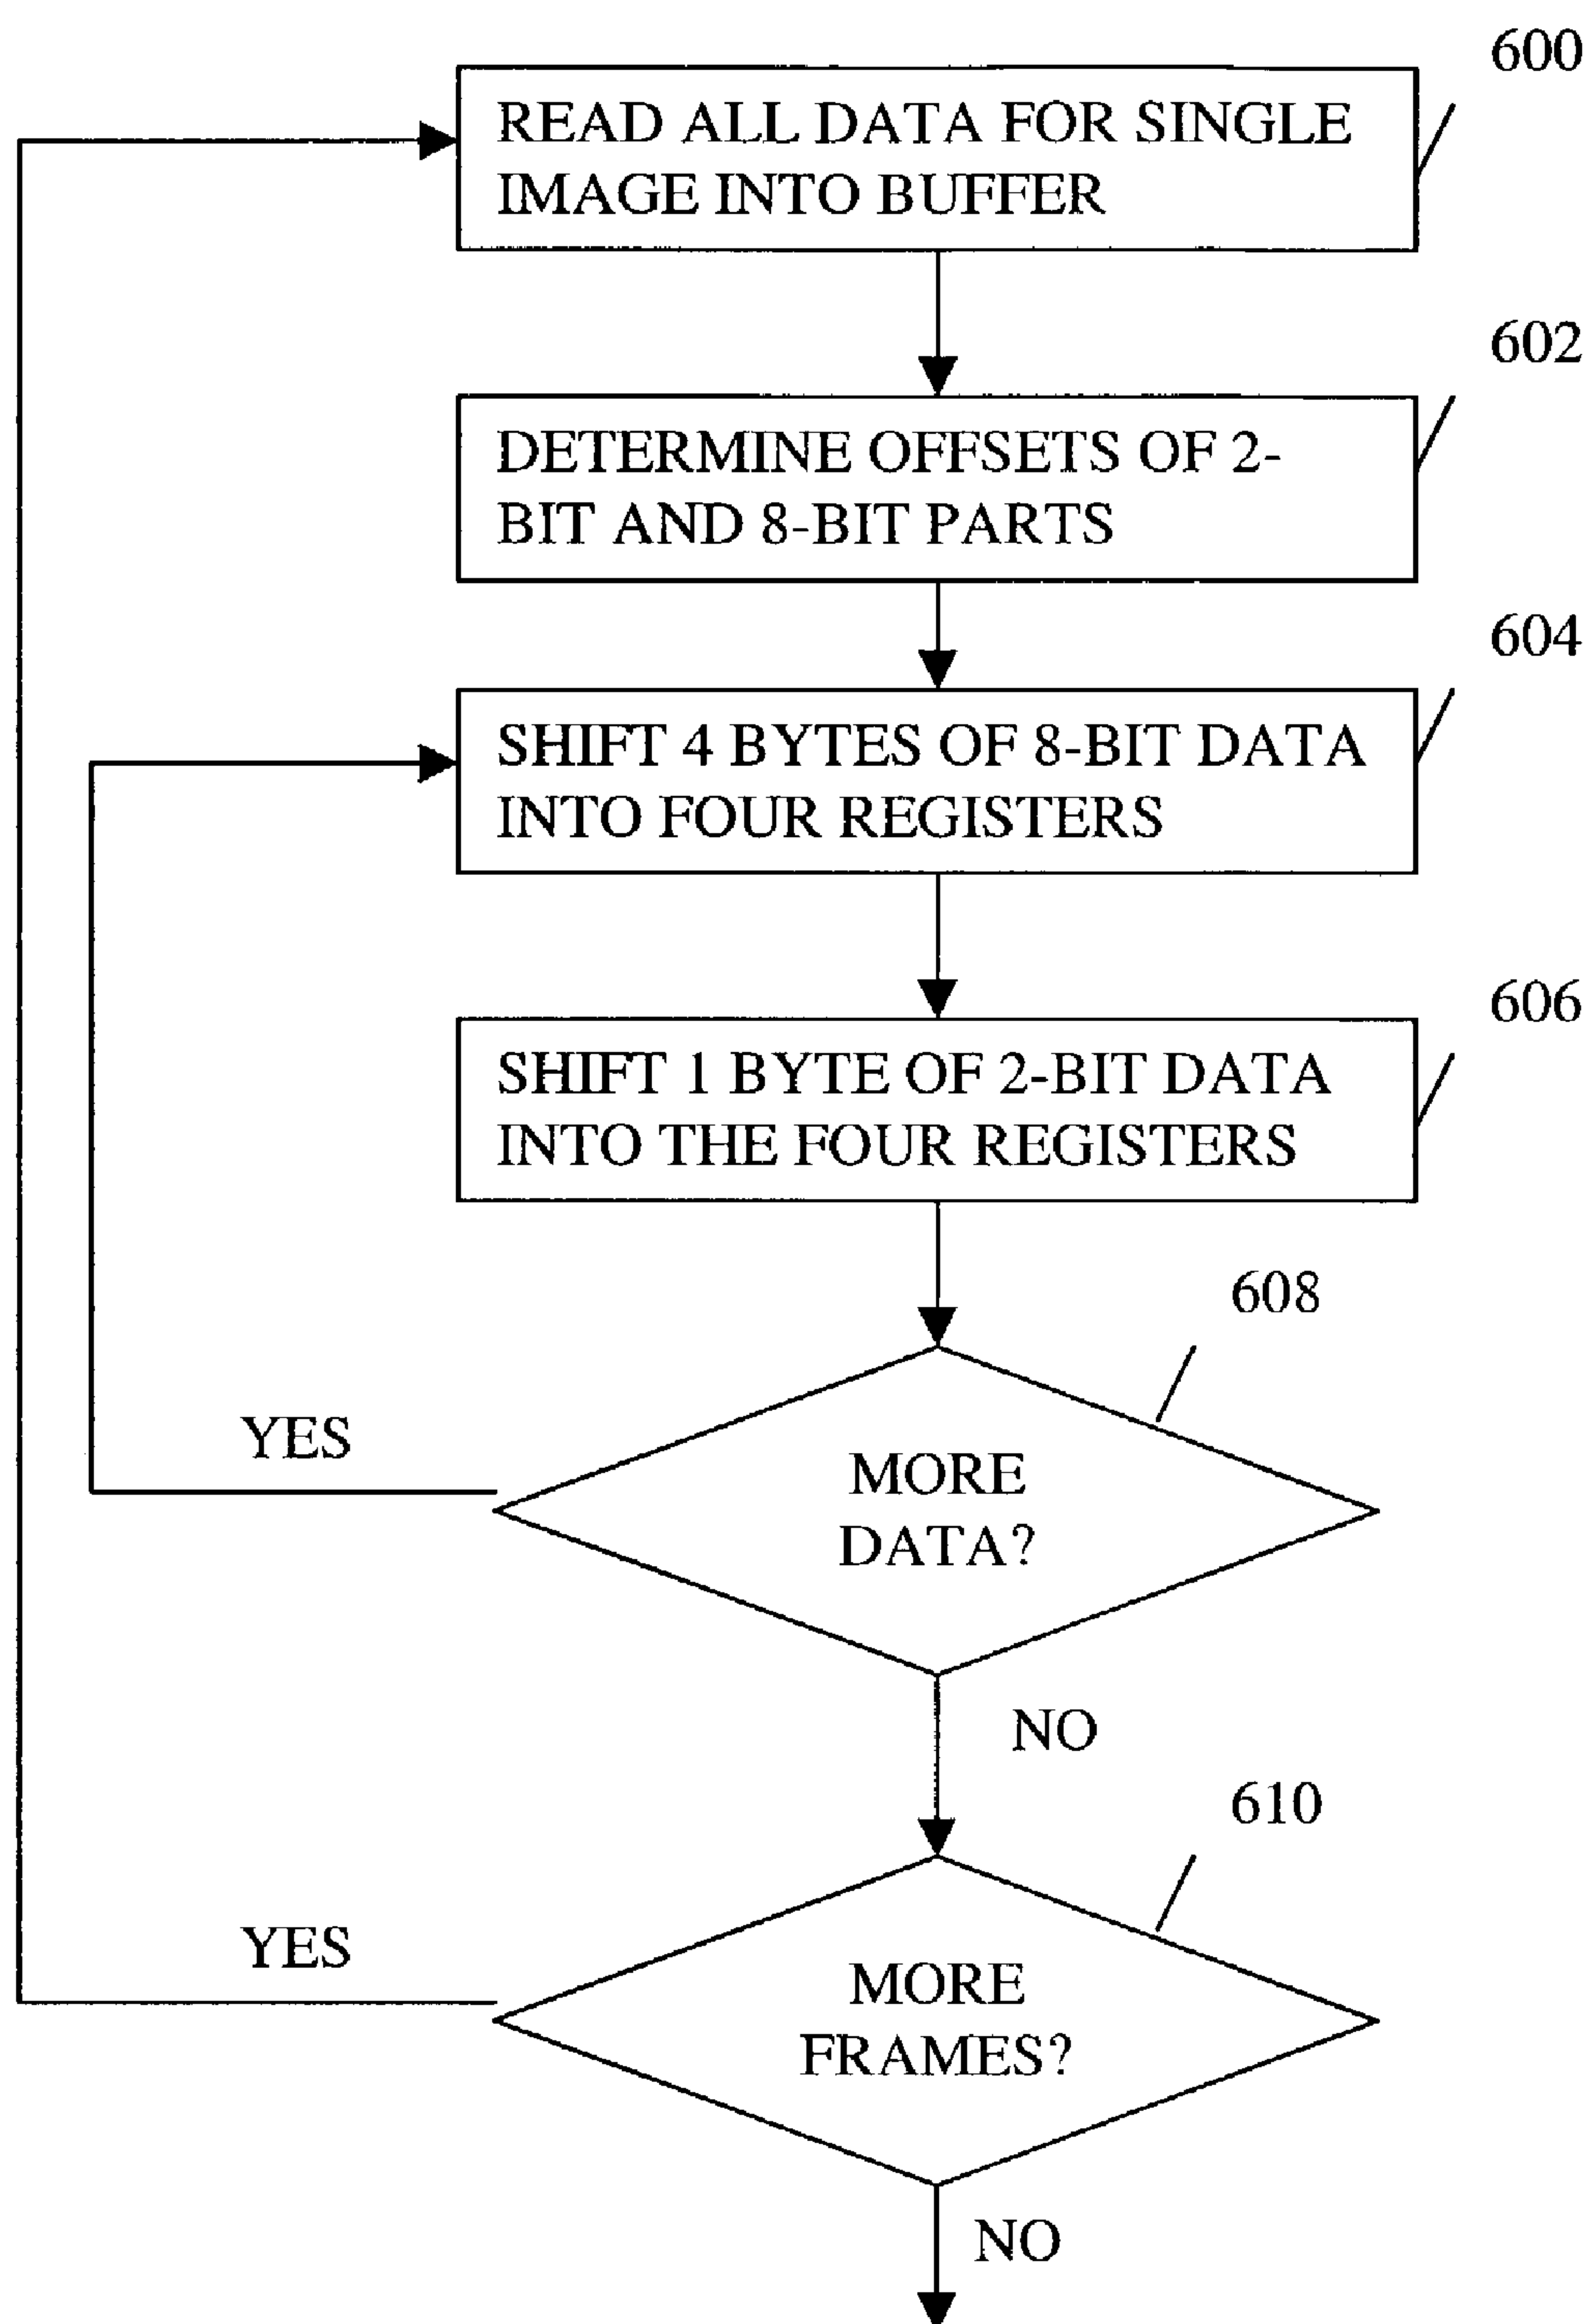 600
READ ALL DATA FOR SINGLE
IMAGE INTO BUFFER
602
DETERMINE OFFSETS OF 2-
BIT AND 8-BIT PARTS
604
SHIFT 4 BYTES OF 8-BIT DATA
INTO FOUR REGISTERS
606
SHIFT 1 BYTE OF 2-BIT DATA
INTO THE FOUR REGISTERS
608
YES
MORE
DATA?
NO
610
YES
MORE
FRAMES?
NO